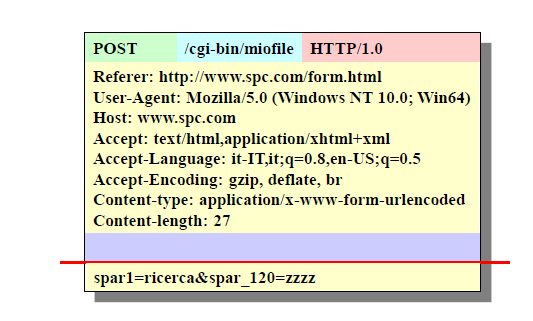 POST /cgi-bin/miofile HTTP/1.0
Referer: http://www.spc.com/form.html
User-Agent: Mozilla/5.0 (Windows NT 10.0; Win64)
Host: www.spc.com
Accept: text/html,application/xhtml+xml
Accept-Language: it-IT,it;q=0.8,en-US;q=0.5
Accept-Encoding: gzip, deflate, br
Content-type: application/x-www-form-urlencoded
Content-length: 27
spar1=ricerca&spar_120=zzzz